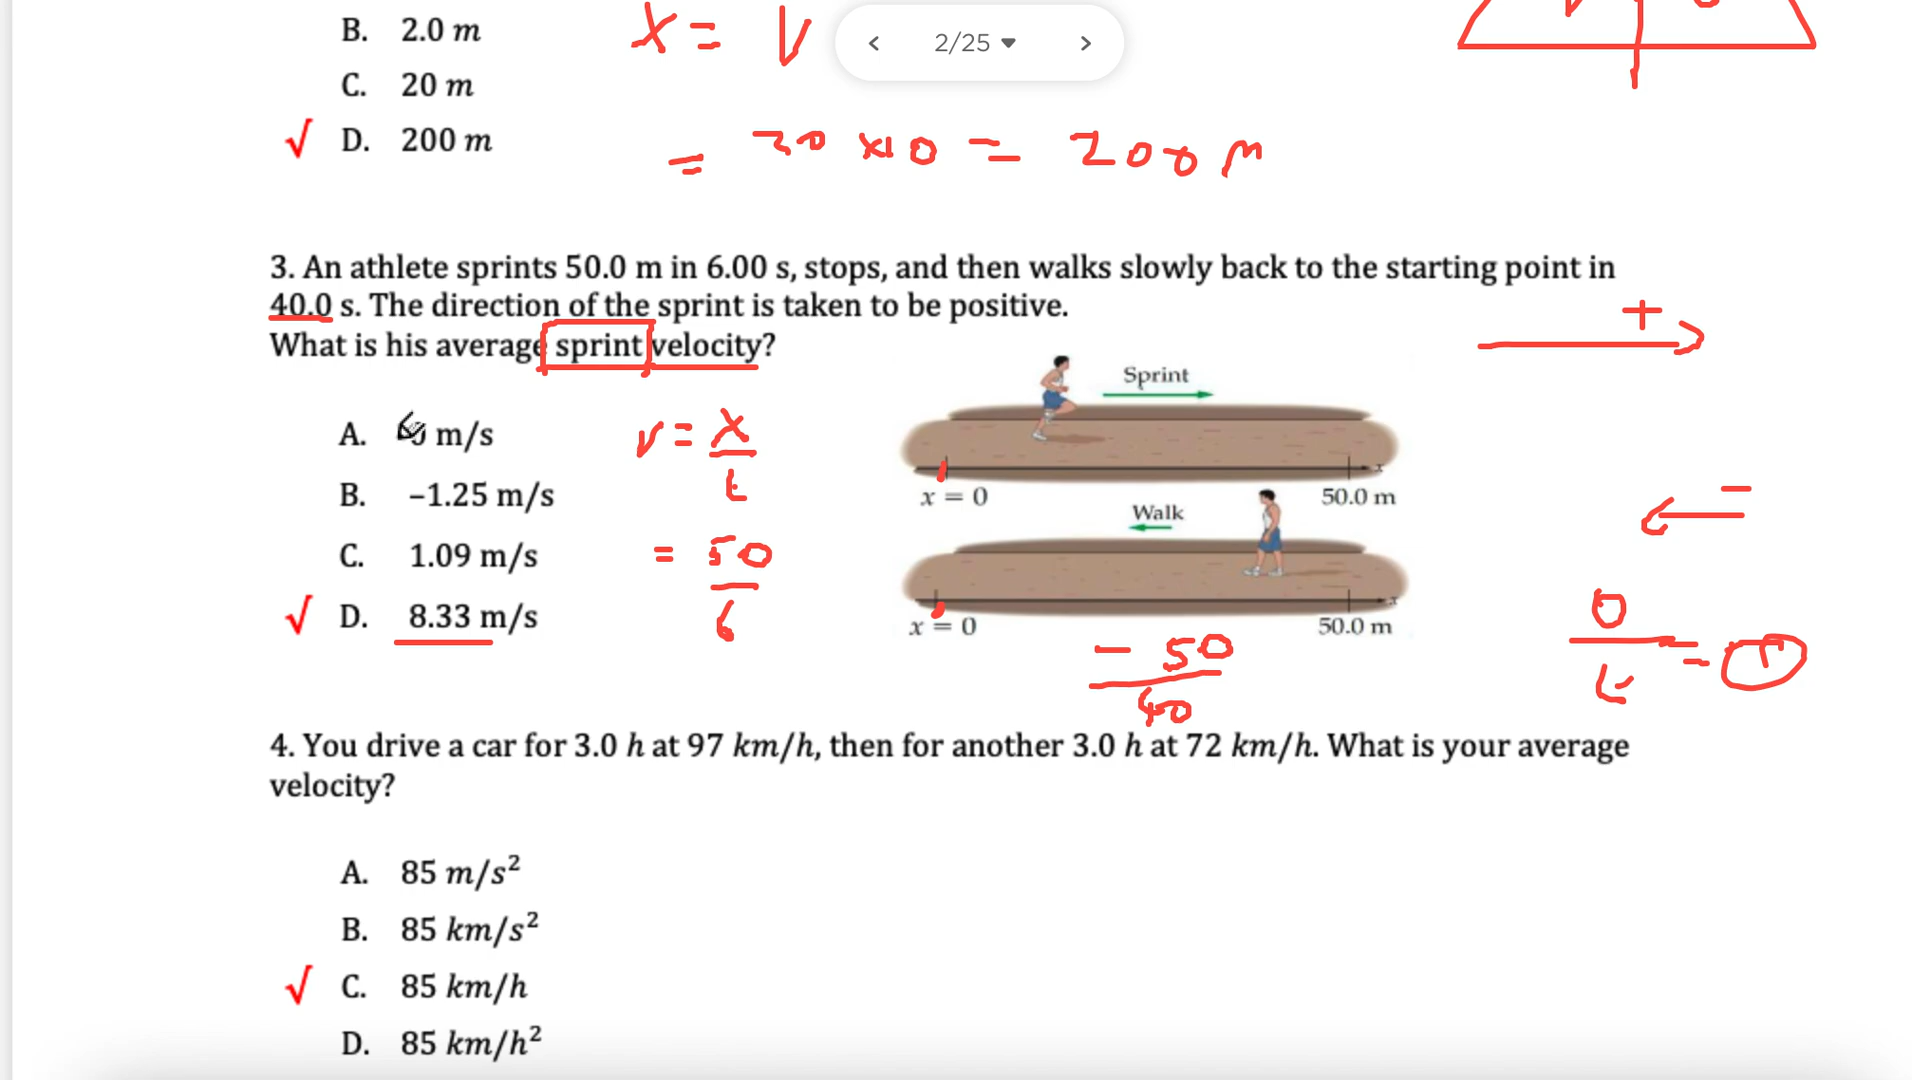 B. 2.0 m
x = v
2/25
C. 20 m
√ D. 200 m
= 20 x10 = 200 m
3. An athlete sprints 50.0 m in 6.00 s, stops, and then walks slowly back to the starting point in
40.0 s. The direction of the sprint is taken to be positive.
What is his average sprint velocity?
+
Sprint
A. m/s
v = x / t
x = 0
50.0 m
B. −1.25 m/s
Walk
−
C. 1.09 m/s
= 50 / 6
√ D. 8.33 m/s
x = 0
50.0 m
− 50 / 40
0 / t =
4. You drive a car for 3.0 h at 97 km/h, then for another 3.0 h at 72 km/h. What is your average
velocity?
A. 85 m/s²
B. 85 km/s²
√ C. 85 km/h
D. 85 km/h²